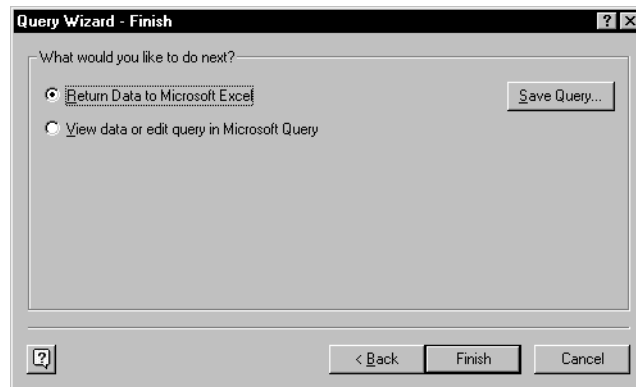 Query Wizard - Finish
What would you like to do next?
Return Data to Microsoft Excel
Save Query...
View data or edit query in Microsoft Query
< Back
Finish
Cancel